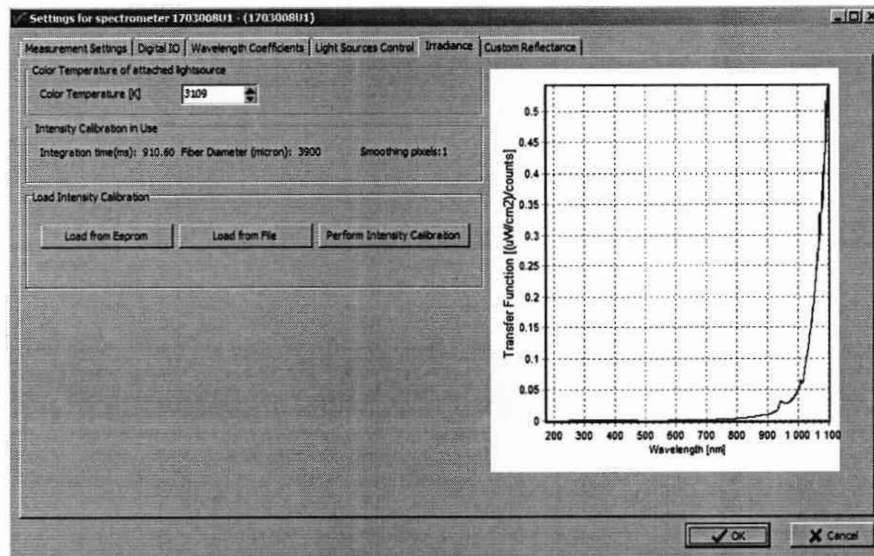 Settings for spectrometer 1703008U1 - (1703008U1)
Measurement Settings Digital IO Wavelength Coefficients Light Sources Control Irradiance Custom Reflectance
Color Temperature of attached lightsource
Color Temperature [K] 3109
Intensity Calibration in Use
Integration time(ms): 910.60 Fiber Diameter (micron): 3900 Smoothing pixels:1
Load Intensity Calibration
Load from Eeprom Load from File Perform Intensity Calibration
Transfer Function [(uW/cm2)/counts]
0.5
0.45
0.4
0.35
0.3
0.25
0.2
0.15
0.1
0.05
0
200 300 400 500 600 700 800 900 1 000 1 100
Wavelength [nm]
OK Cancel